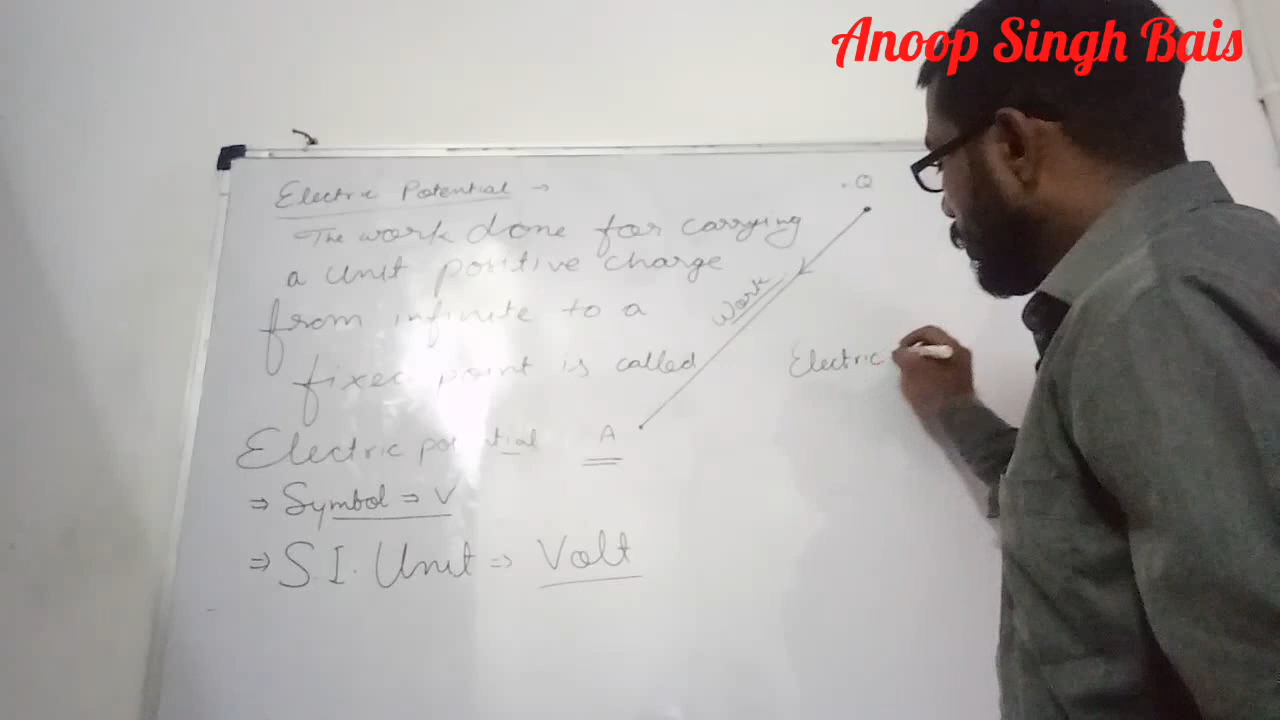 Anoop Singh Bais
Electric Potential →
The work done for carrying
a unit positive charge
from infinite to a
fixed point is called
Electric potential
⇒ Symbol ⇒ V
⇒ S.I. Unit ⇒ Volt
.Q
Work
A
Electric